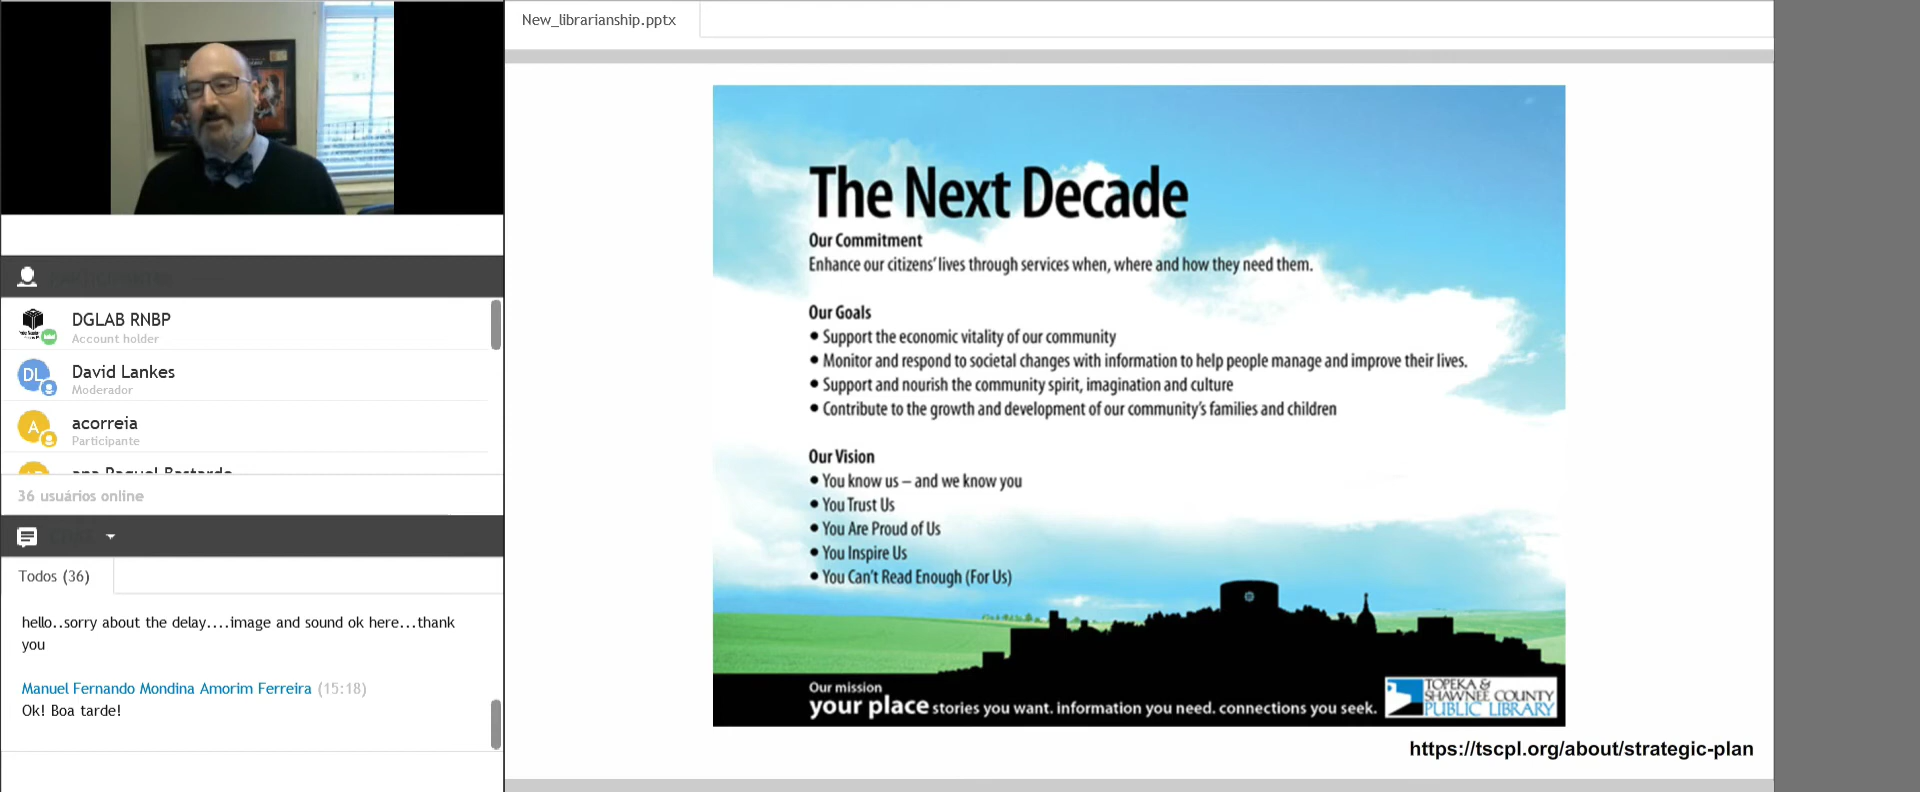 New_librarianship.pptx
DGLAB RNBP
Account holder
DL
David Lankes
Moderador
A
acorreia
Participante
ana Raquel Bastardo
36 usuários online
Todos (36)
hello..sorry about the delay....image and sound ok here...thank
you
Manuel Fernando Mondina Amorim Ferreira (15:18)
Ok! Boa tarde!
The Next Decade
Our Commitment
Enhance our citizens' lives through services when, where and how they need them.
Our Goals
• Support the economic vitality of our community
• Monitor and respond to societal changes with information to help people manage and improve their lives.
• Support and nourish the community spirit, imagination and culture
• Contribute to the growth and development of our community's families and children
Our Vision
• You know us – and we know you
• You Trust Us
• You Are Proud of Us
• You Inspire Us
• You Can't Read Enough (For Us)
Our mission
your place stories you want. information you need. connections you seek.
TOPEKA &
SHAWNEE COUNTY
PUBLIC LIBRARY
https://tscpl.org/about/strategic-plan